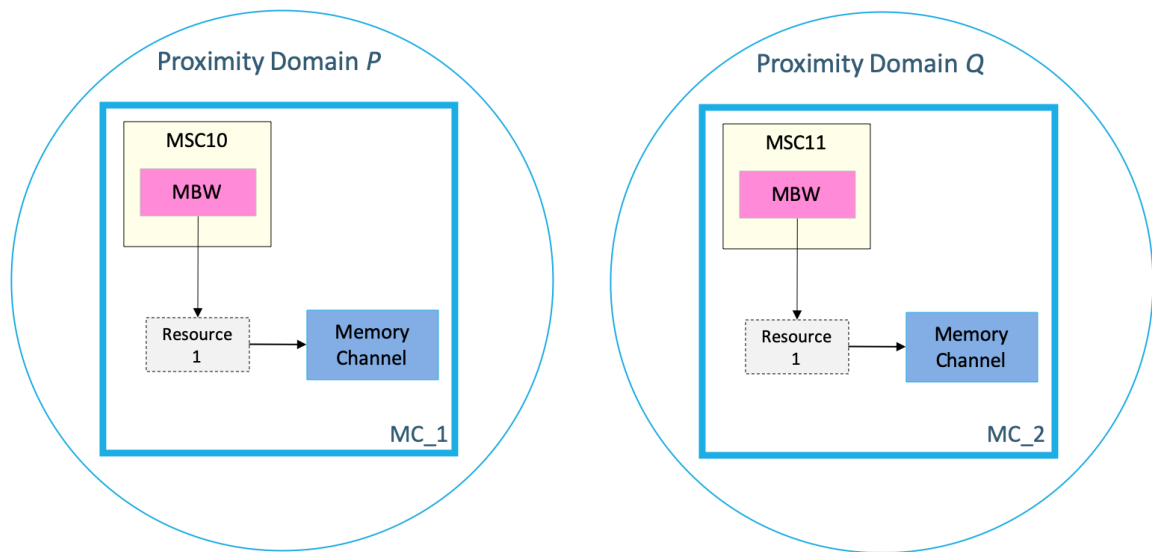 Proximity Domain P
MSC10
MBW
Resource
1
Memory
Channel
MC_1
Proximity Domain Q
MSC11
MBW
Resource
1
Memory
Channel
MC_2